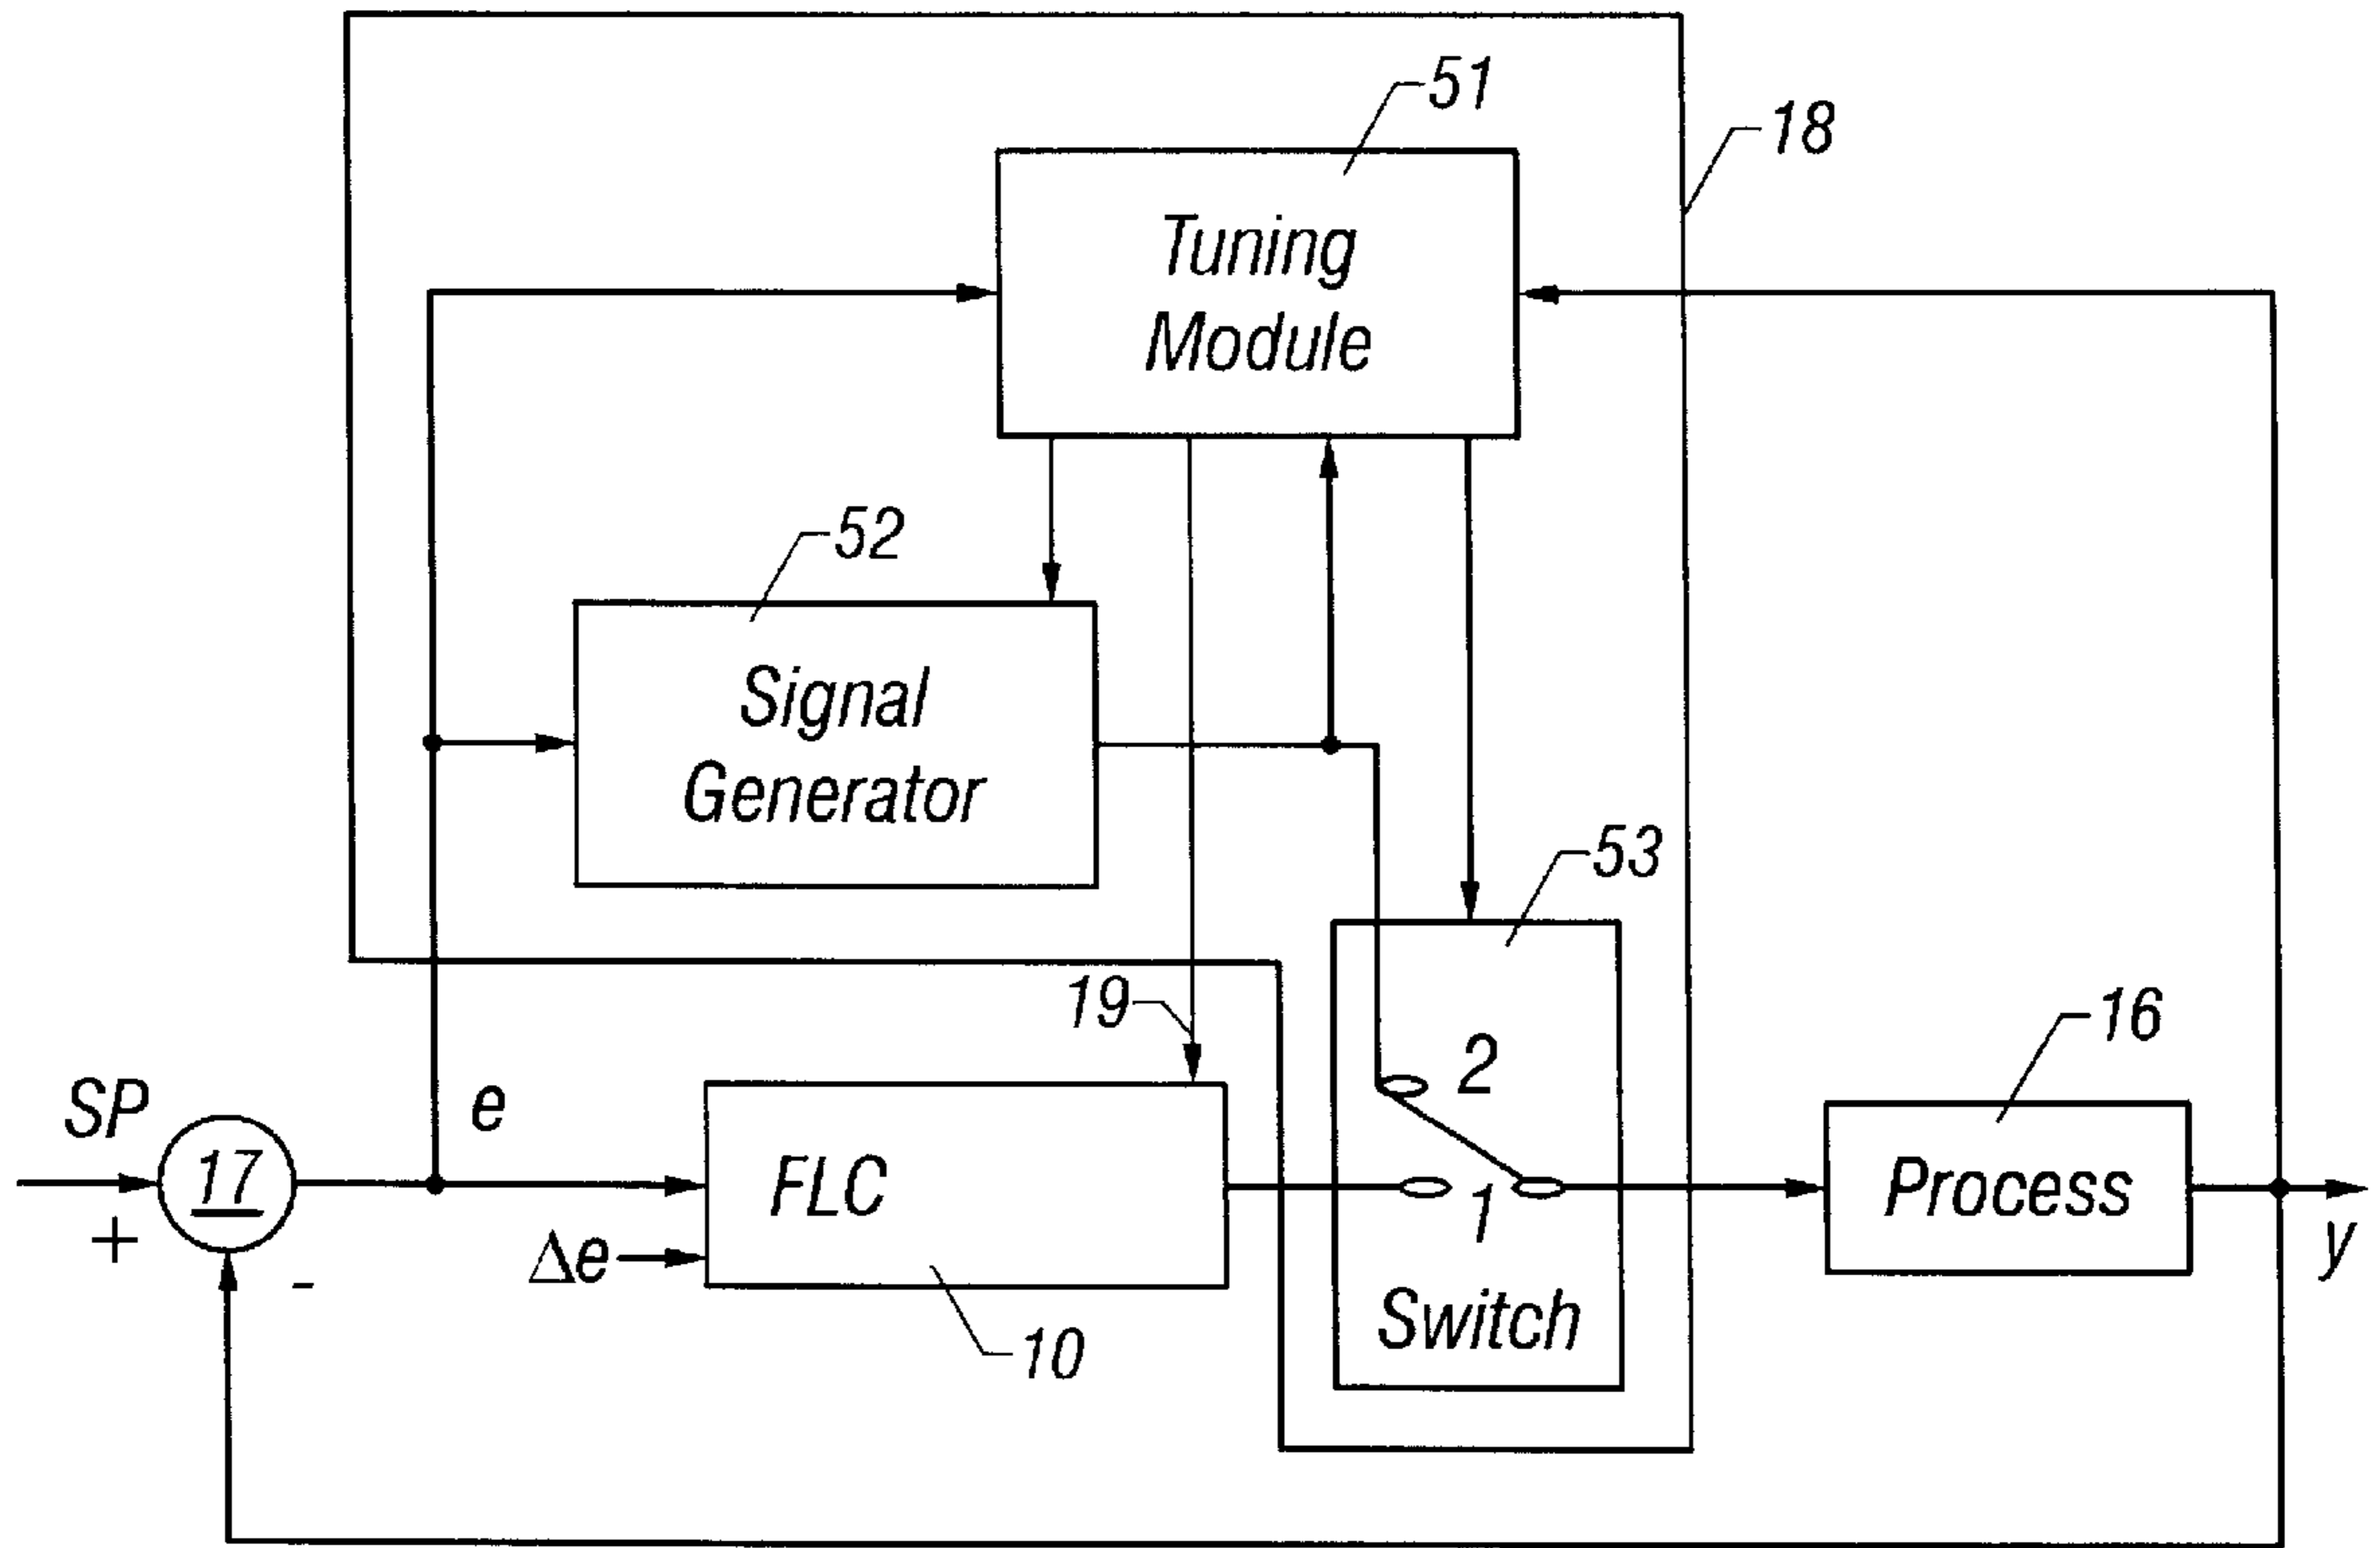 51
18
Tuning
Module
52
Signal
Generator
53
19
2
16
SP
e
17
FLC
1
Process
+
Δe
-
y
Switch
10